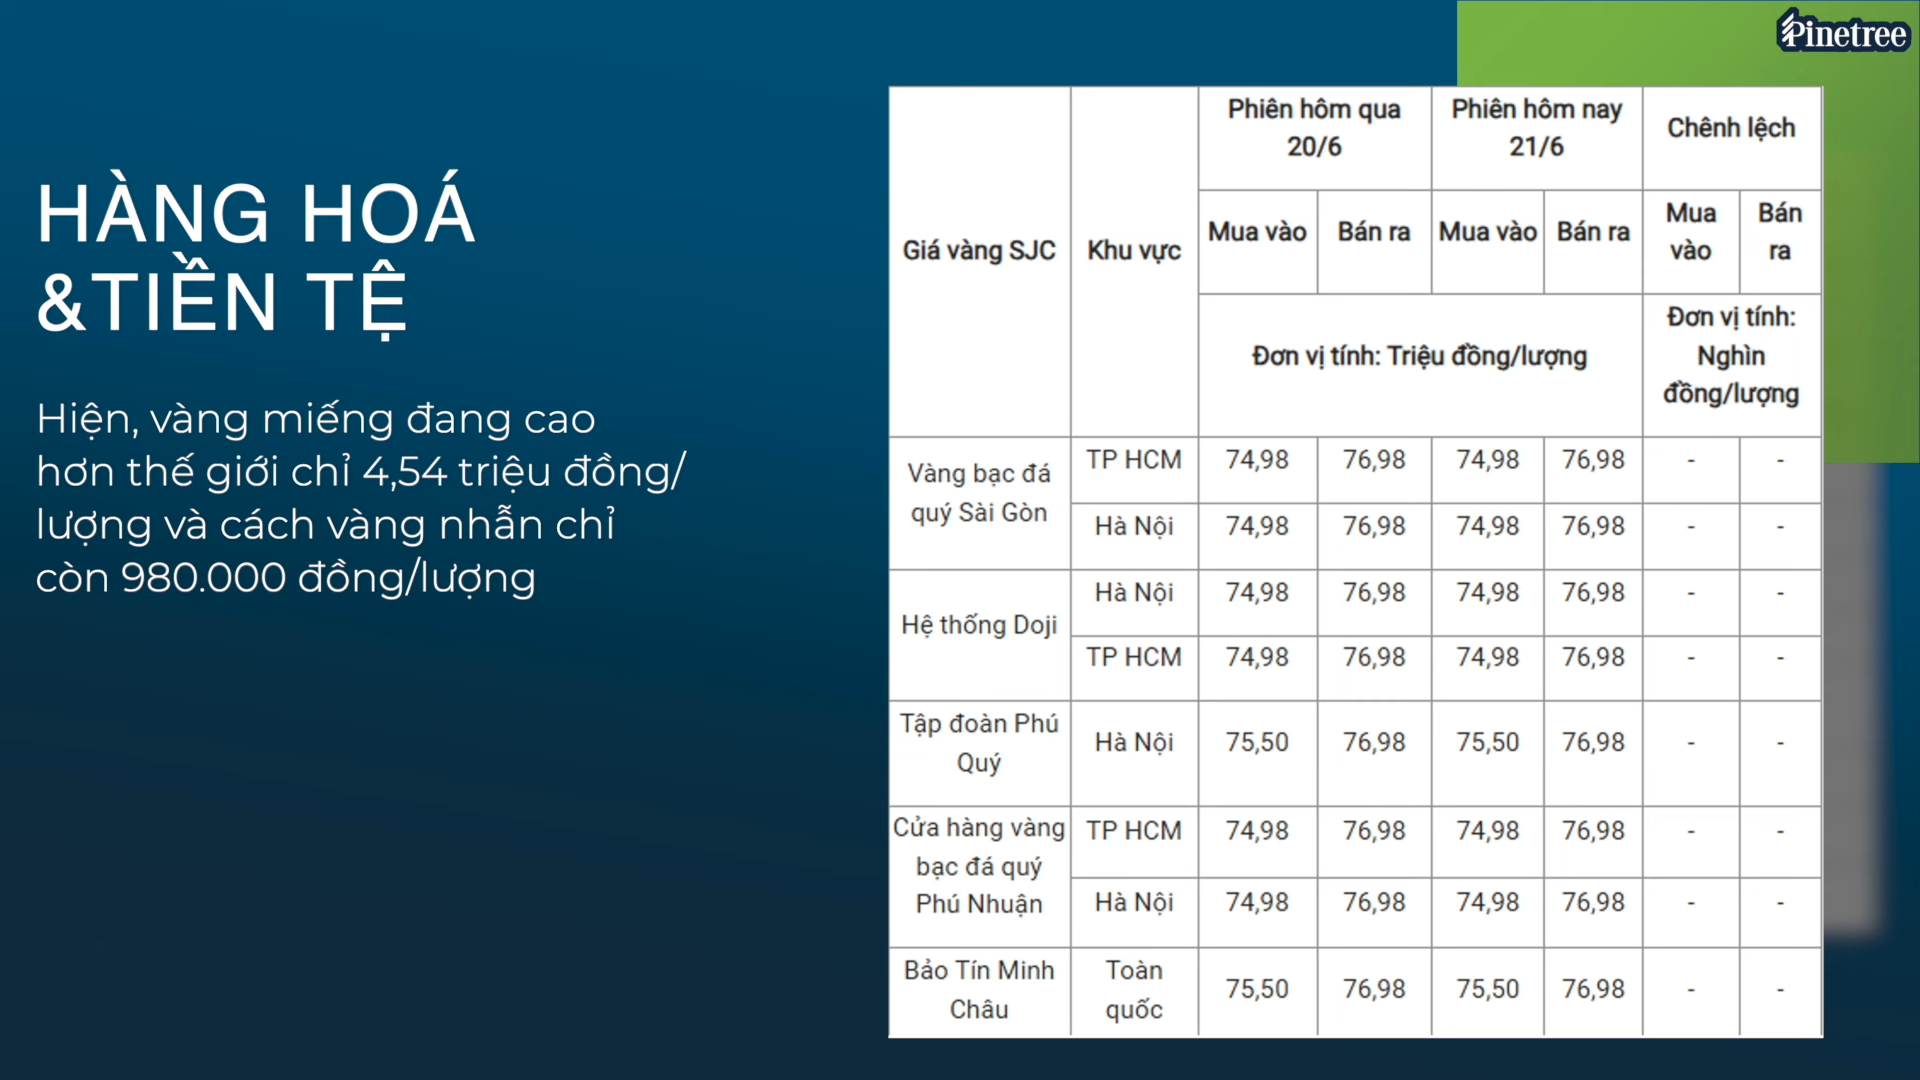 Pinetree
HÀNG HOÁ
&TIỀN TỆ
Hiện, vàng miếng đang cao
hơn thế giới chỉ 4,54 triệu đồng/
lượng và cách vàng nhẫn chỉ
còn 980.000 đồng/lượng
Giá vàng SJC
Khu vực
Phiên hôm qua
20/6
Phiên hôm nay
21/6
Chênh lệch
Mua vào
Bán ra
Mua vào
Bán ra
Mua
vào
Bán
ra
Đơn vị tính: Triệu đồng/lượng
Đơn vị tính:
Nghìn
đồng/lượng
Vàng bạc đá
quý Sài Gòn
TP HCM 74,98 76,98 74,98 76,98 - -
Hà Nội 74,98 76,98 74,98 76,98 - -
Hệ thống Doji
Hà Nội 74,98 76,98 74,98 76,98 - -
TP HCM 74,98 76,98 74,98 76,98 - -
Tập đoàn Phú
Quý
Hà Nội 75,50 76,98 75,50 76,98 - -
Cửa hàng vàng
bạc đá quý
Phú Nhuận
TP HCM 74,98 76,98 74,98 76,98 - -
Hà Nội 74,98 76,98 74,98 76,98 - -
Bảo Tín Minh
Châu
Toàn
quốc
75,50 76,98 75,50 76,98 - -